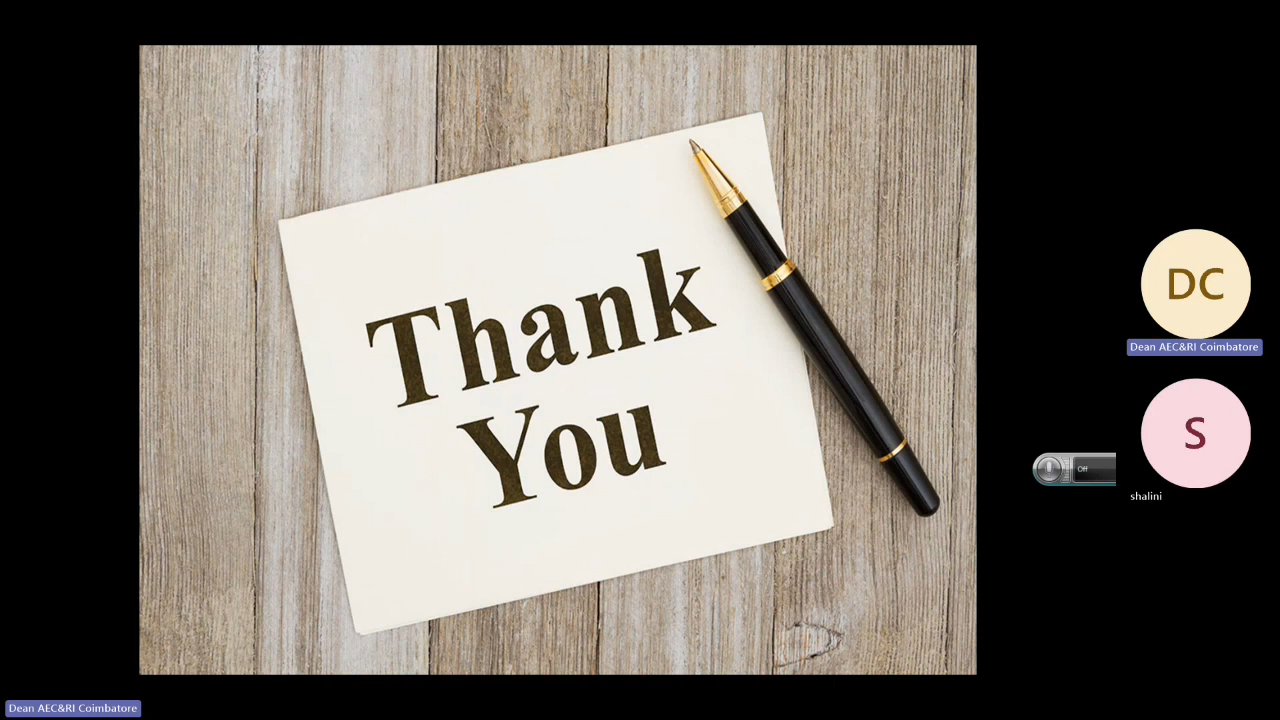 Thank
You
DC
Dean AEC&RI Coimbatore
Off
S
shalini
Dean AEC&RI Coimbatore